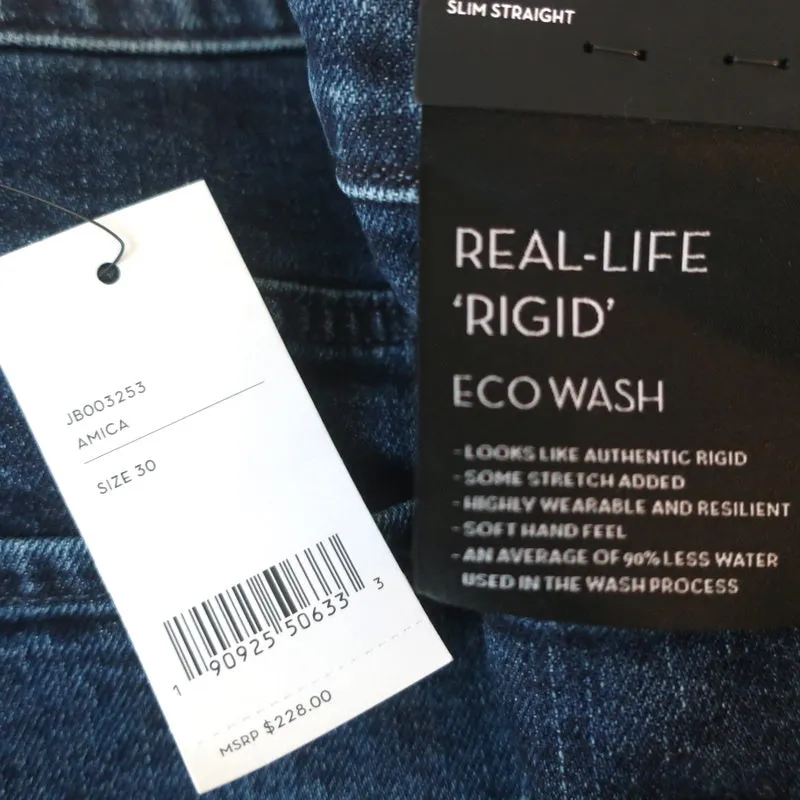 SLIM STRAIGHT
REAL-LIFE
‘RIGID’
ECO WASH
- LOOKS LIKE AUTHENTIC RIGID
- SOME STRETCH ADDED
- HIGHLY WEARABLE AND RESILIENT
- SOFT HAND FEEL
- AN AVERAGE OF 90% LESS WATER
USED IN THE WASH PROCESS
JB003253
AMICA
SIZE 30
1 90925 50633 3
MSRP $228.00